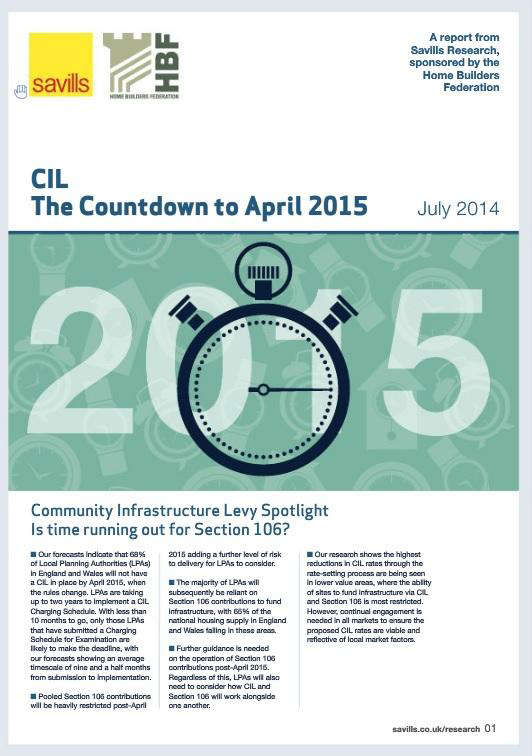 savills
HBF
HOME BUILDERS FEDERATION
A report from
Savills Research,
sponsored by the
Home Builders
Federation
CIL
The Countdown to April 2015
July 2014
2015
Community Infrastructure Levy Spotlight
Is time running out for Section 106?
■ Our forecasts indicate that 68%
of Local Planning Authorities (LPAs)
in England and Wales will not have
a CIL in place by April 2015, when
the rules change. LPAs are taking
up to two years to implement a CIL
Charging Schedule. With less than
10 months to go, only those LPAs
that have submitted a Charging
Schedule for Examination are
likely to make the deadline, with
our forecasts showing an average
timescale of nine and a half months
from submission to implementation.
■ Pooled Section 106 contributions
will be heavily restricted post-April
2015 adding a further level of risk
to delivery for LPAs to consider.
■ The majority of LPAs will
subsequently be reliant on
Section 106 contributions to fund
infrastructure, with 65% of the
national housing supply in England
and Wales falling in these areas.
■ Further guidance is needed
on the operation of Section 106
contributions post-April 2015.
Regardless of this, LPAs will also
need to consider how CIL and
Section 106 will work alongside
one another.
■ Our research shows the highest
reductions in CIL rates through the
rate-setting process are being seen
in lower value areas, where the ability
of sites to fund infrastructure via CIL
and Section 106 is most restricted.
However, continual engagement is
needed in all markets to ensure the
proposed CIL rates are viable and
reflective of local market factors.
savills.co.uk/research 01